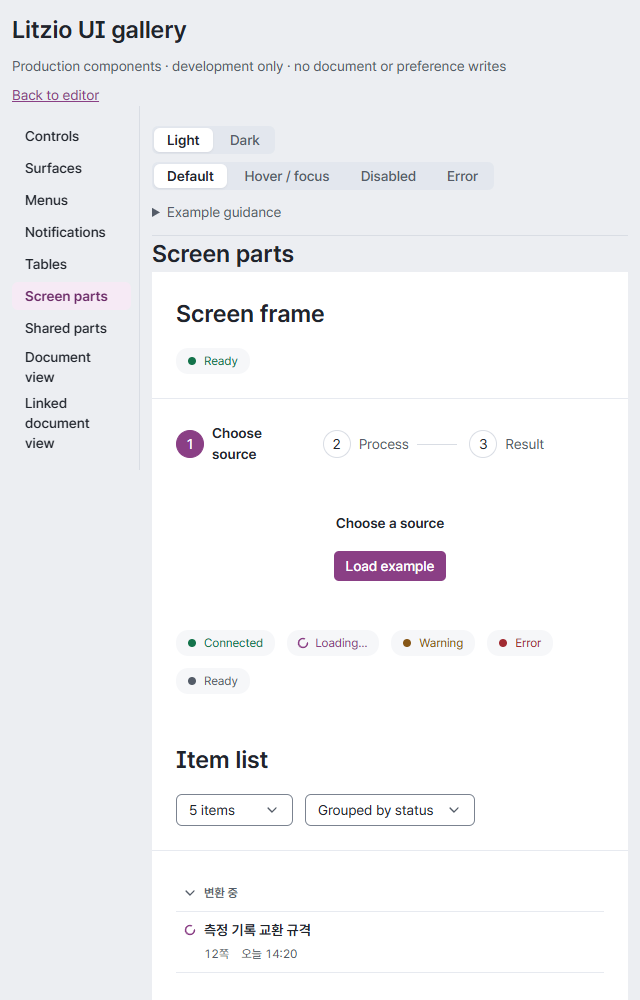 Litzio UI gallery
Production components · development only · no document or preference writes
Back to editor
Controls
Surfaces
Menus
Notifications
Tables
Screen parts
Shared parts
Document
view
Linked
document
view
Light Dark
Default Hover / focus Disabled Error
Example guidance
Screen parts
Screen frame
Ready
1 Choose
source
2 Process
3 Result
Choose a source
Load example
Connected Loading... Warning Error
Ready
Item list
5 items Grouped by status
변환 중
측정 기록 교환 규격
12쪽 오늘 14:20